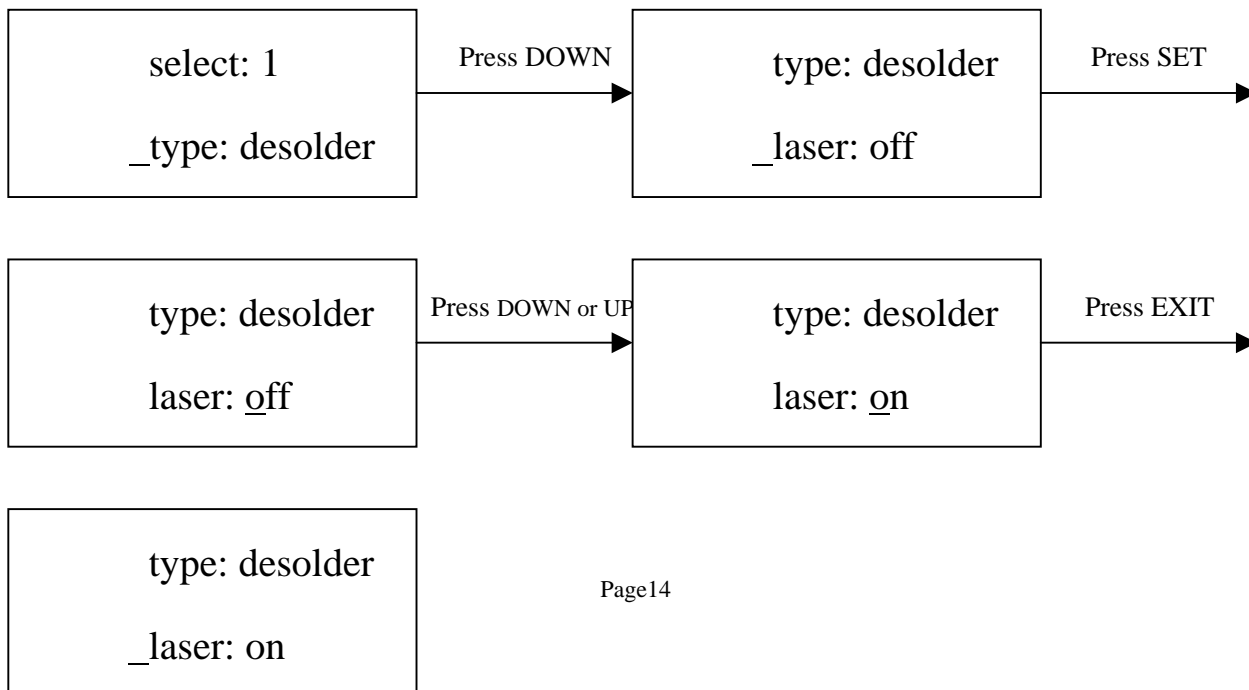 select: 1
_type: desolder
Press DOWN
type: desolder
_laser: off
Press SET
type: desolder
laser: off
Press DOWN or UP
type: desolder
laser: on
Press EXIT
type: desolder
_laser: on
Page14